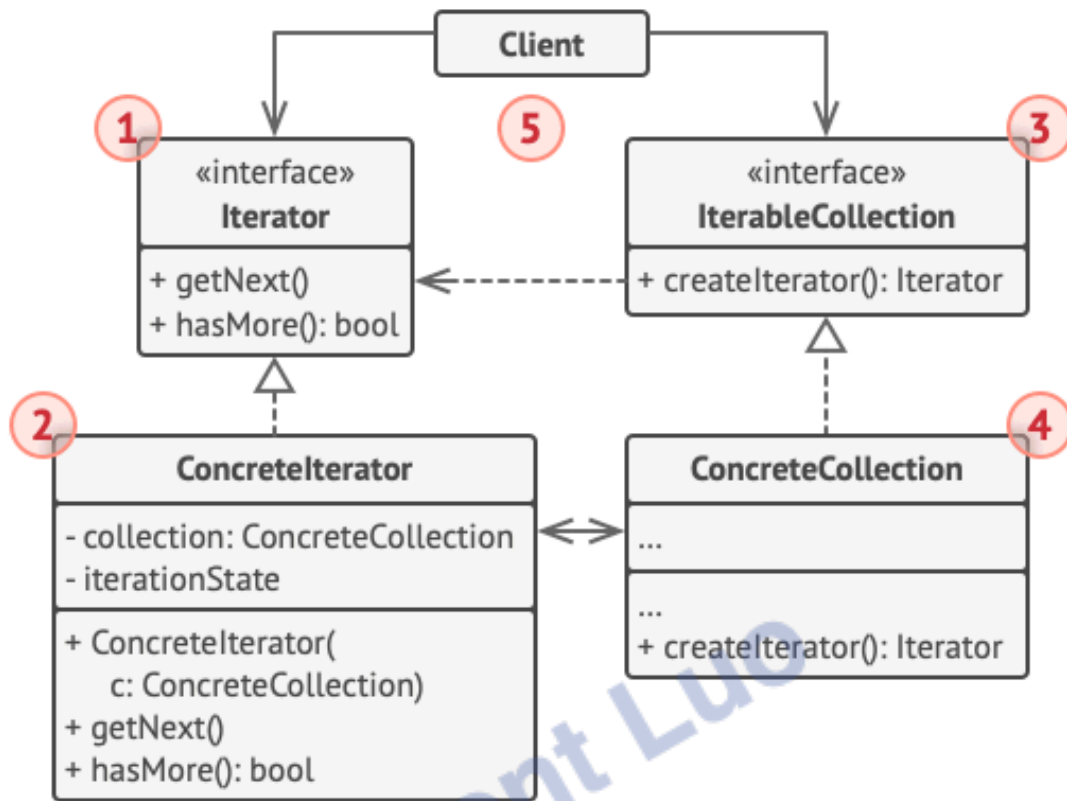 Client
1
5
3
«interface»
Iterator
«interface»
IterableCollection
+ getNext()
+ hasMore(): bool
+ createIterator(): Iterator
2
4
ConcreteIterator
- collection: ConcreteCollection
- iterationState
+ ConcreteIterator(
c: ConcreteCollection)
+ getNext()
+ hasMore(): bool
ConcreteCollection
...
...
+ createIterator(): Iterator
Luo